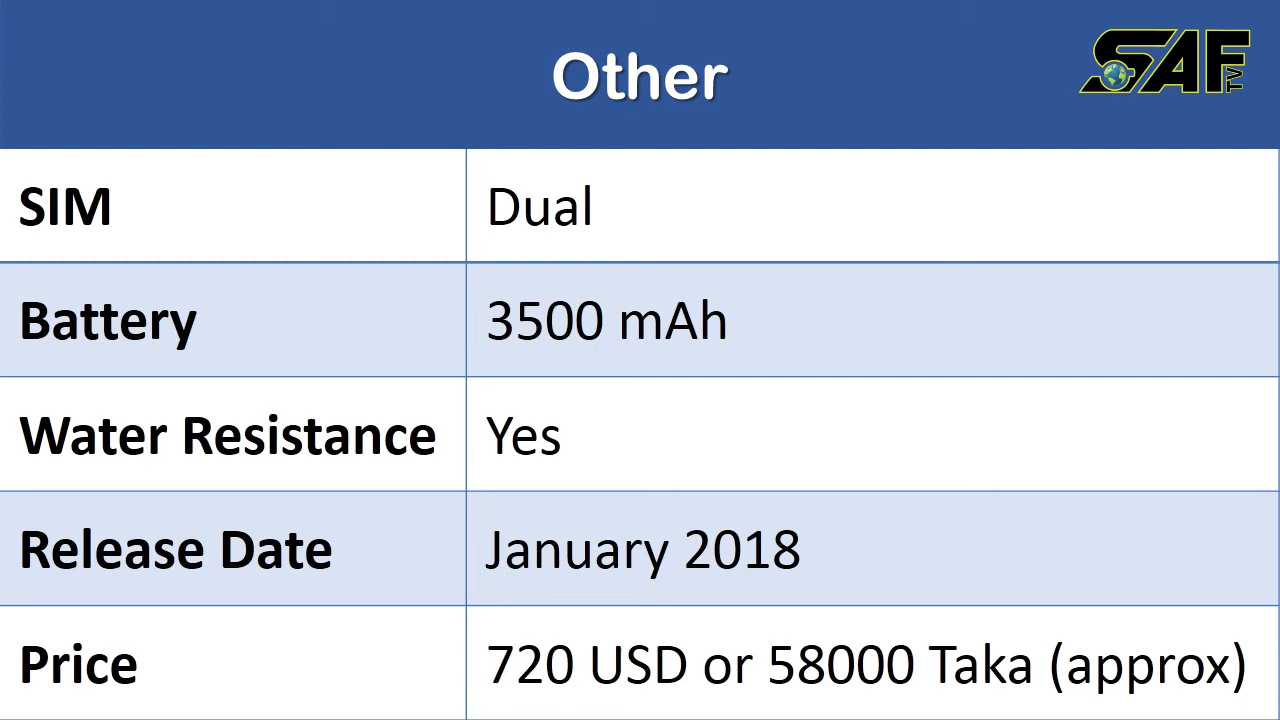 Other
SAF TV
SIM Dual
Battery 3500 mAh
Water Resistance Yes
Release Date January 2018
Price 720 USD or 58000 Taka (approx)